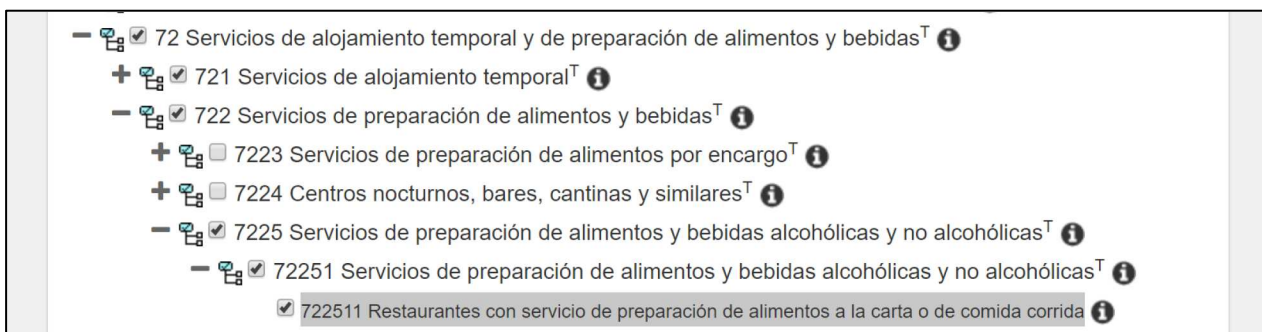 72 Servicios de alojamiento temporal y de preparación de alimentos y bebidasT
721 Servicios de alojamiento temporalT
722 Servicios de preparación de alimentos y bebidasT
7223 Servicios de preparación de alimentos por encargoT
7224 Centros nocturnos, bares, cantinas y similaresT
7225 Servicios de preparación de alimentos y bebidas alcohólicas y no alcohólicasT
72251 Servicios de preparación de alimentos y bebidas alcohólicas y no alcohólicasT
722511 Restaurantes con servicio de preparación de alimentos a la carta o de comida corrida